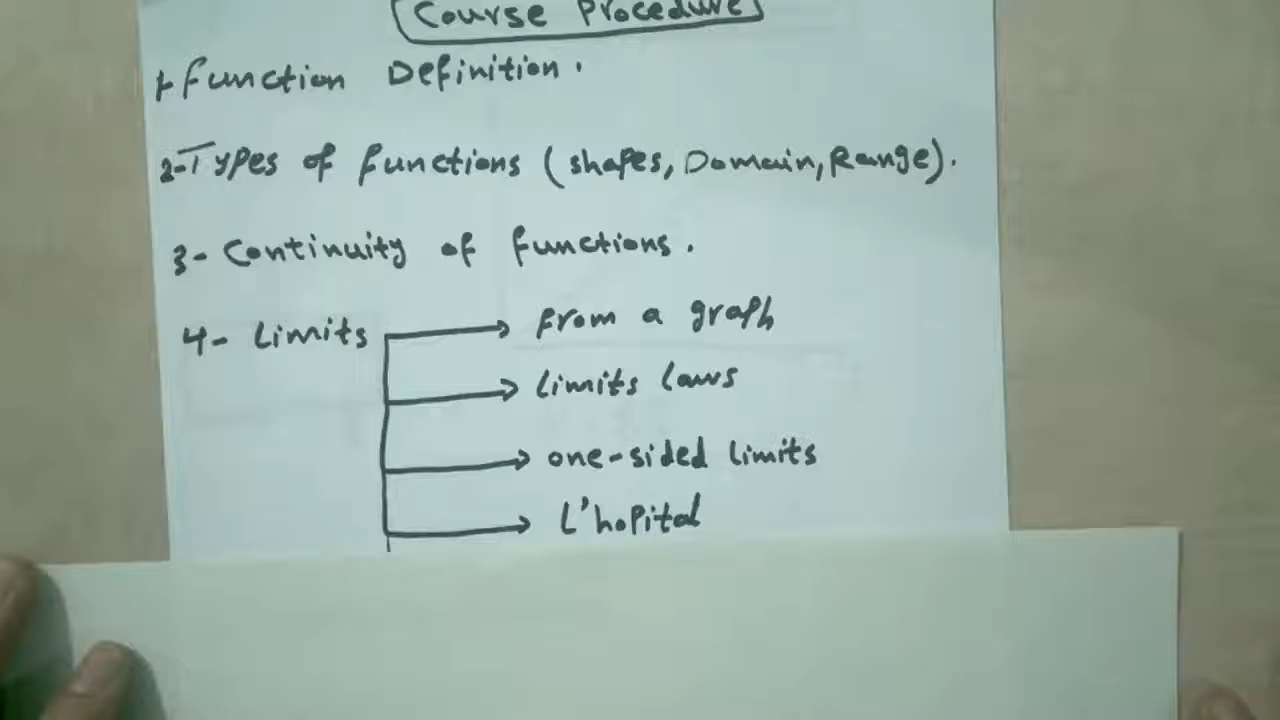 Course Procedure
1- Function Definition.
2- Types of functions (shapes, Domain, Range).
3- Continuity of functions.
4- Limits
from a graph
Limits laws
one-sided Limits
L'hopital